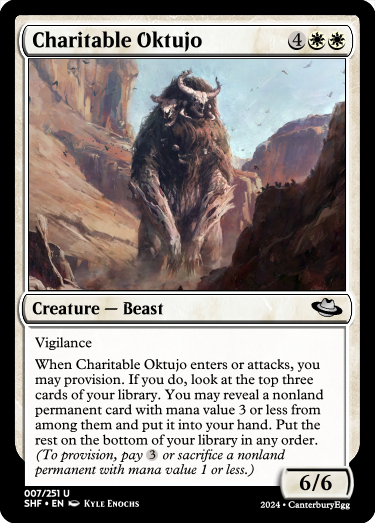 Charitable Oktujo 4
Creature — Beast
Vigilance
When Charitable Oktujo enters or attacks, you
may provision. If you do, look at the top three
cards of your library. You may reveal a nonland
permanent card with mana value 3 or less from
among them and put it into your hand. Put the
rest on the bottom of your library in any order.
(To provision, pay 3 or sacrifice a nonland
permanent with mana value 1 or less.)
6/6
007/251 U
SHF • EN KYLE ENOCHS
2024 • CanterburyEgg